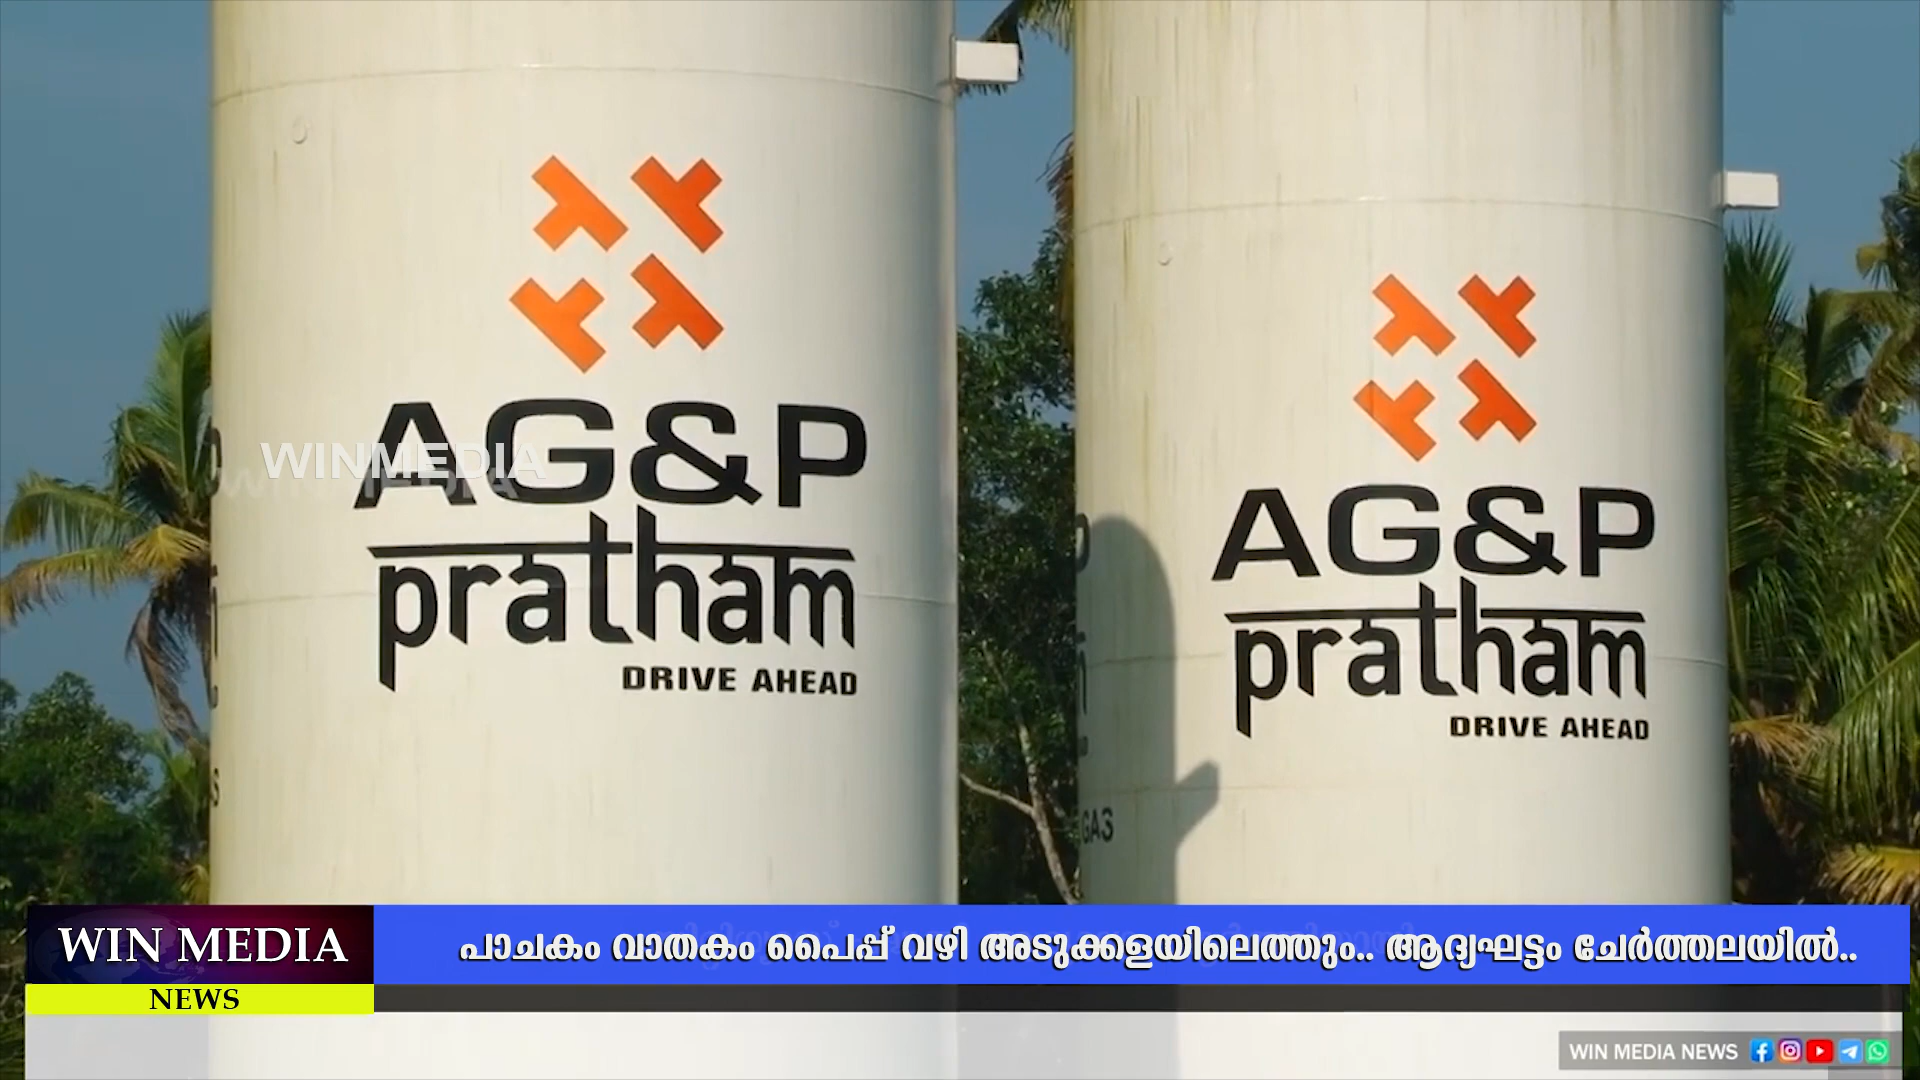 AG&P
pratham
DRIVE AHEAD
AG&P
pratham
DRIVE AHEAD
GAS
WINMEDIA
WINMEDIA
WIN MEDIA
NEWS
പാചകം വാതകം പൈപ്പ് വഴി അടുക്കളയിലെത്തും.. ആദ്യഘട്ടം ചേർത്തലയിൽ..
WIN MEDIA NEWS